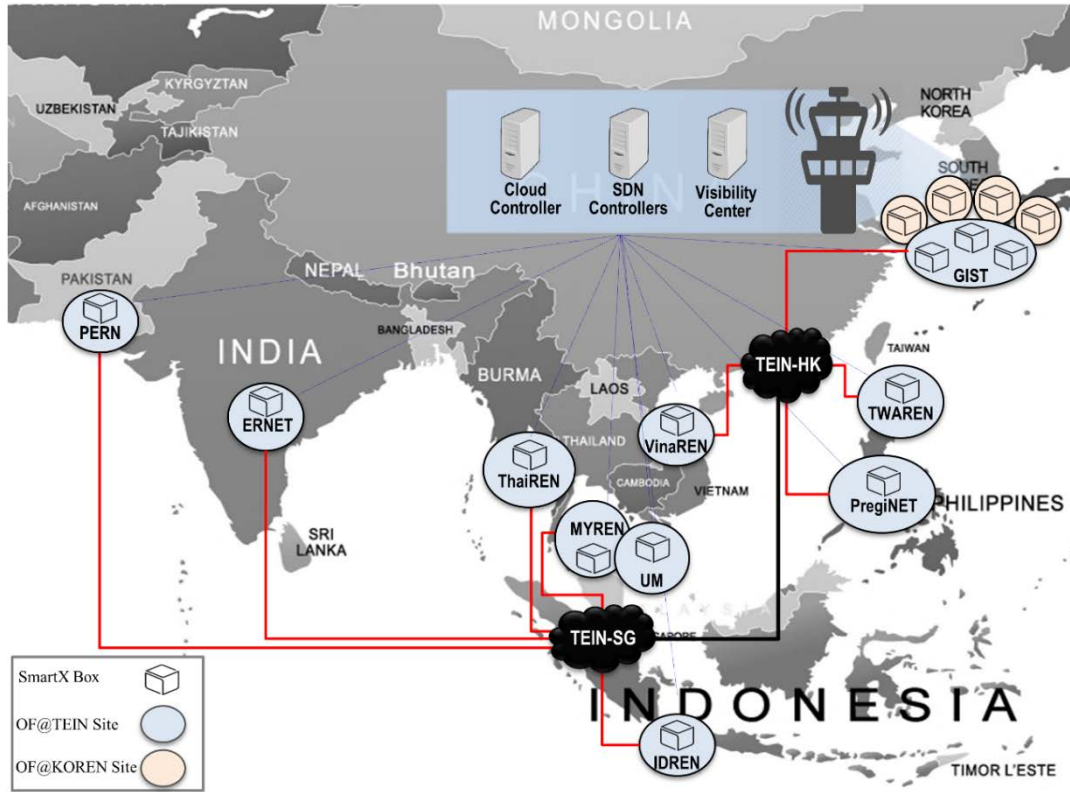 MONGOLIA
KYRGYZTAN
UZBEKISTAN
TAJIKISTAN
NORTH
KOREA
SOUTH
Cloud
Controller
SDN
Controllers
Visibility
Center
AFGHANISTAN
GIST
PAKISTAN
NEPAL
Bhutan
PERN
INDIA
BANGLADESH
BURMA
LAOS
TEIN-HK
TAIWAN
ERNET
VinaREN
TWAREN
THAILAND
ThaiREN
CAMBODIA
VIETNAM
PregiNET
PHILIPPINES
SRI
LANKA
MYREN
UM
TEIN-SG
INDONESIA
IDREN
TIMOR L'ESTE
SmartX Box
OF@TEIN Site
OF@KOREN Site